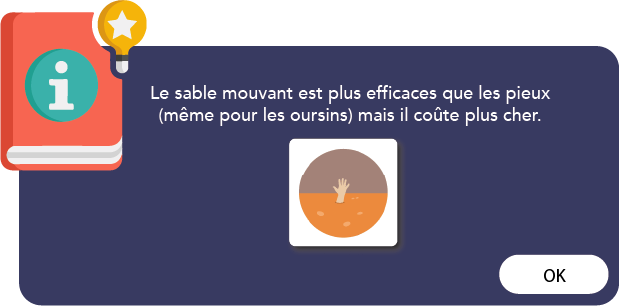 Le sable mouvant est plus efficaces que les pieux
(même pour les oursins) mais il coûte plus cher.
OK